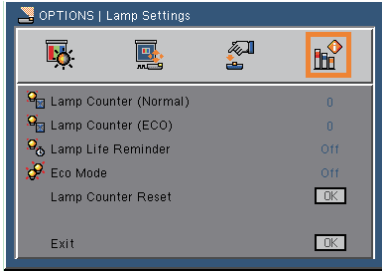 OPTIONS | Lamp Settings
Lamp Counter (Normal) 0
Lamp Counter (ECO) 0
Lamp Life Reminder Off
Eco Mode Off
Lamp Counter Reset OK
Exit OK